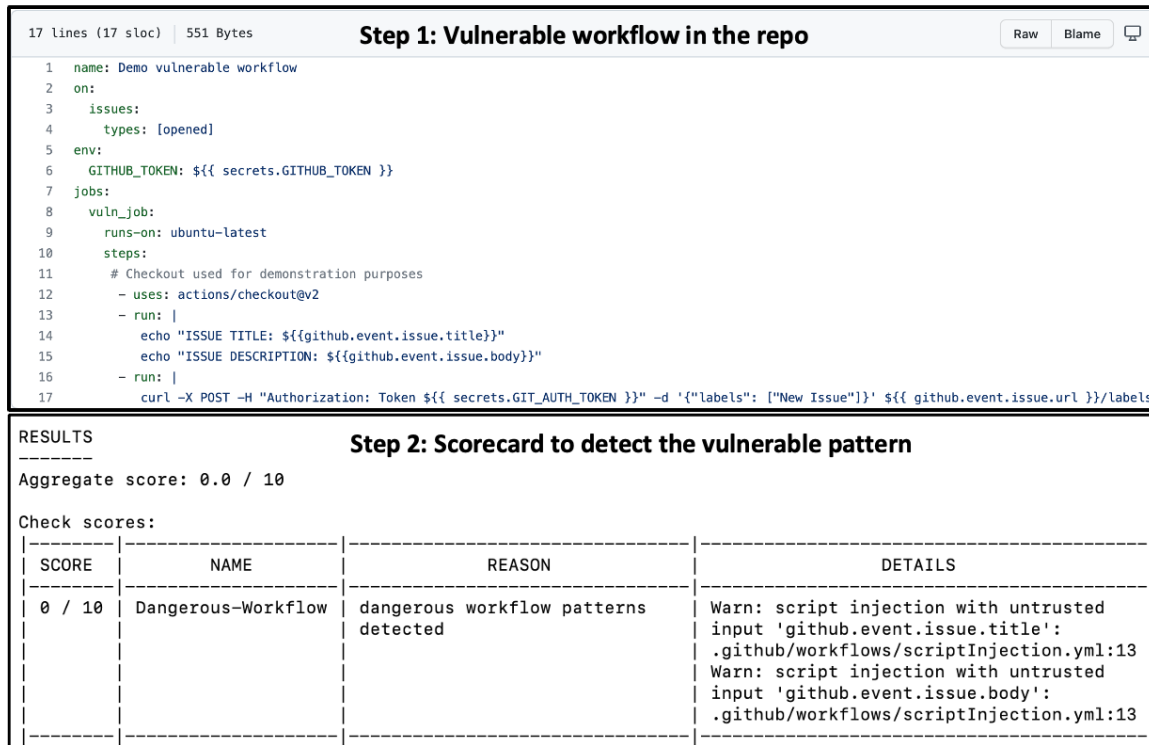 17 lines (17 sloc) 551 Bytes Step 1: Vulnerable workflow in the repo Raw Blame
1 name: Demo vulnerable workflow
2 on:
3 issues:
4 types: [opened]
5 env:
6 GITHUB_TOKEN: ${{ secrets.GITHUB_TOKEN }}
7 jobs:
8 vuln_job:
9 runs-on: ubuntu-latest
10 steps:
11 # Checkout used for demonstration purposes
12 - uses: actions/checkout@v2
13 - run: |
14 echo "ISSUE TITLE: ${{github.event.issue.title}}"
15 echo "ISSUE DESCRIPTION: ${{github.event.issue.body}}"
16 - run: |
17 curl -X POST -H "Authorization: Token ${{ secrets.GIT_AUTH_TOKEN }}" -d '{"labels": ["New Issue"]}' ${{ github.event.issue.url }}/labels
RESULTS
-------
Step 2: Scorecard to detect the vulnerable pattern
Aggregate score: 0.0 / 10
Check scores:
|--------|--------------------|--------------------------------|------------------------------------------
| SCORE | NAME | REASON | DETAILS
|--------|--------------------|--------------------------------|------------------------------------------
| 0 / 10 | Dangerous-Workflow | dangerous workflow patterns | Warn: script injection with untrusted
| | | detected | input 'github.event.issue.title':
| | | | .github/workflows/scriptInjection.yml:13
| | | | Warn: script injection with untrusted
| | | | input 'github.event.issue.body':
| | | | .github/workflows/scriptInjection.yml:13
|--------|--------------------|--------------------------------|------------------------------------------